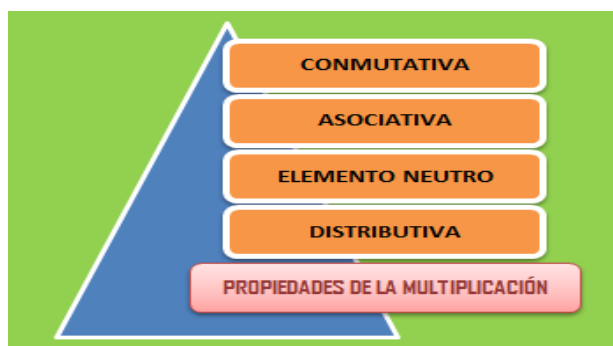 CONMUTATIVA
ASOCIATIVA
ELEMENTO NEUTRO
DISTRIBUTIVA
PROPIEDADES DE LA MULTIPLICACIÓN